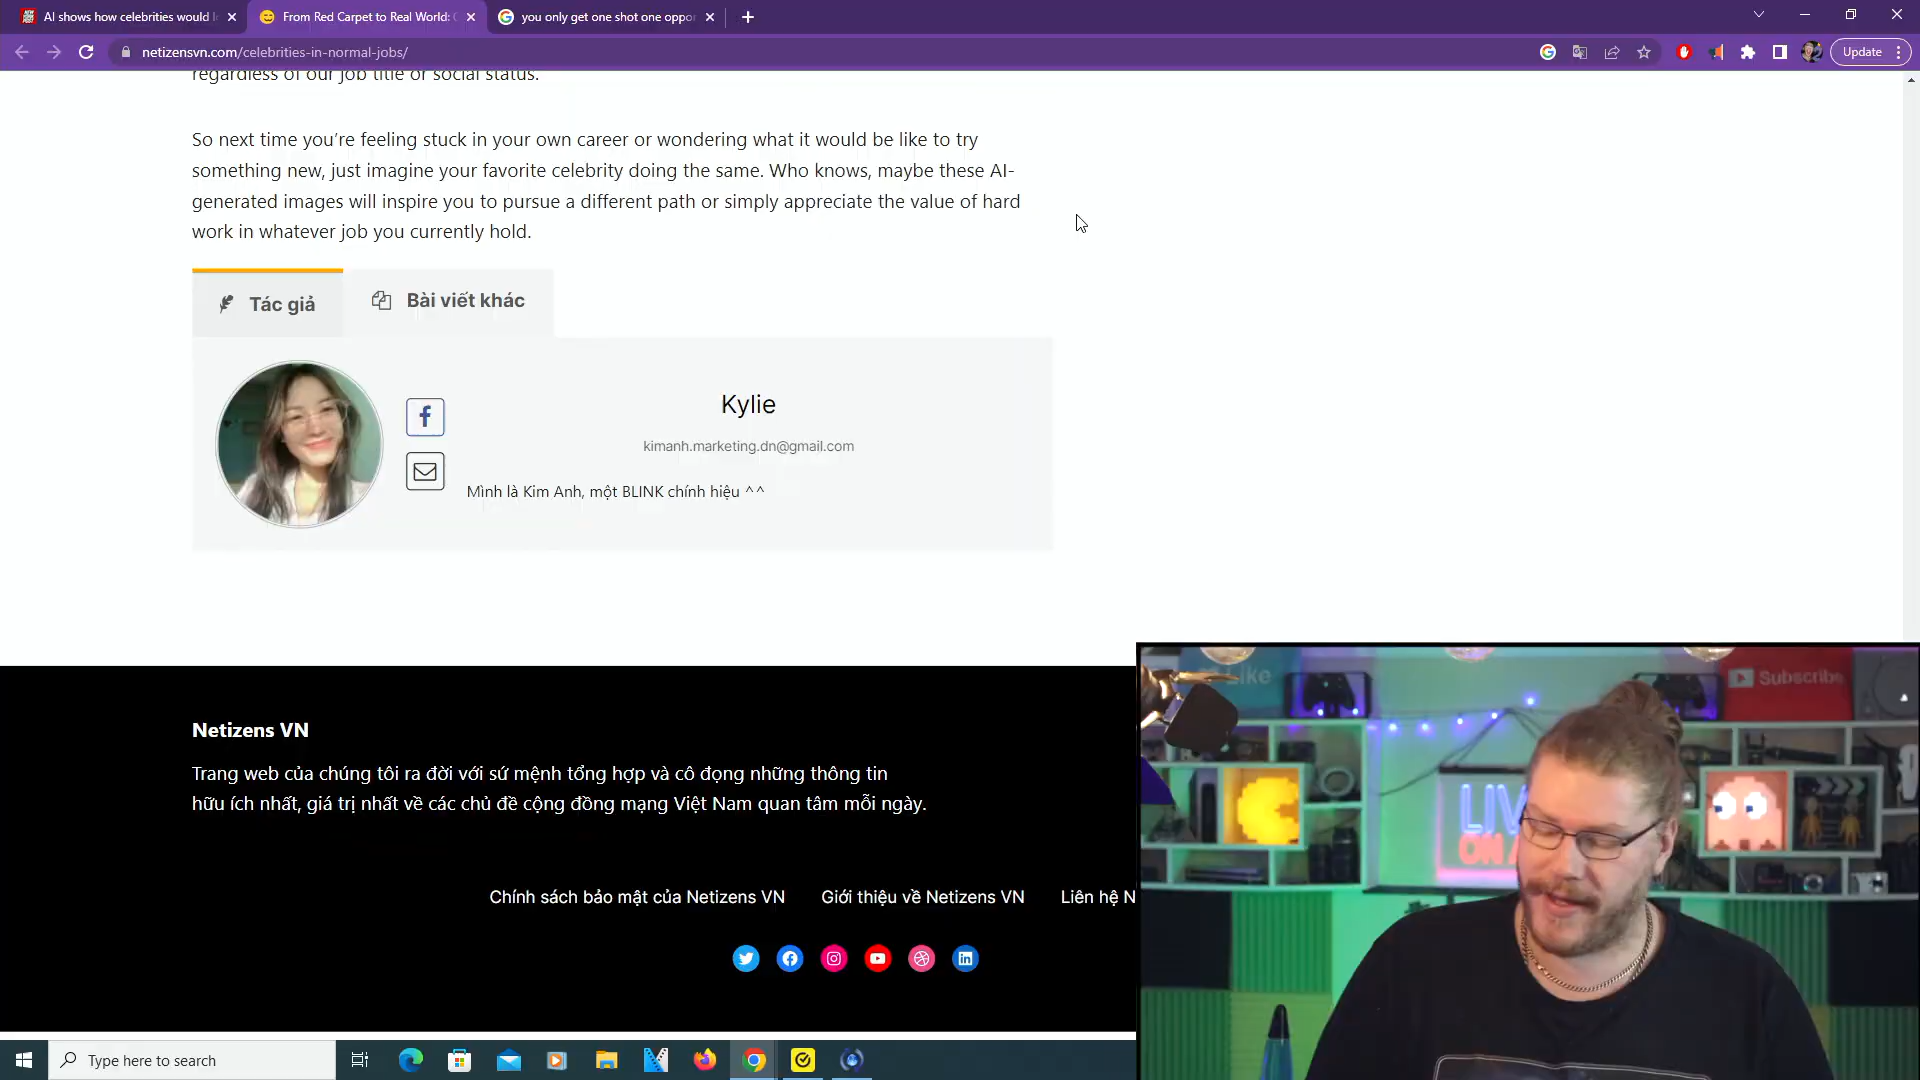 AI shows how celebrities would l
From Red Carpet to Real World:
you only get one shot one oppor
netizensvn.com/celebrities-in-normal-jobs/
Update
regardless of our job title or social status.
So next time you’re feeling stuck in your own career or wondering what it would be like to try
something new, just imagine your favorite celebrity doing the same. Who knows, maybe these AI-
generated images will inspire you to pursue a different path or simply appreciate the value of hard
work in whatever job you currently hold.
Tác giả
Bài viết khác
Kylie
kimanh.marketing.dn@gmail.com
Mình là Kim Anh, một BLINK chính hiệu ^^
Like
Subscribe
LIV
ON A
Netizens VN
Trang web của chúng tôi ra đời với sứ mệnh tổng hợp và cô đọng những thông tin
hữu ích nhất, giá trị nhất về các chủ đề cộng đồng mạng Việt Nam quan tâm mỗi ngày.
Chính sách bảo mật của Netizens VN
Giới thiệu về Netizens VN
Liên hệ N
Type here to search